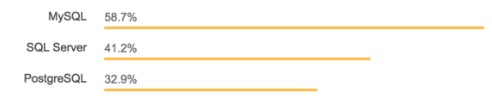 MySQL 58.7%
SQL Server 41.2%
PostgreSQL 32.9%